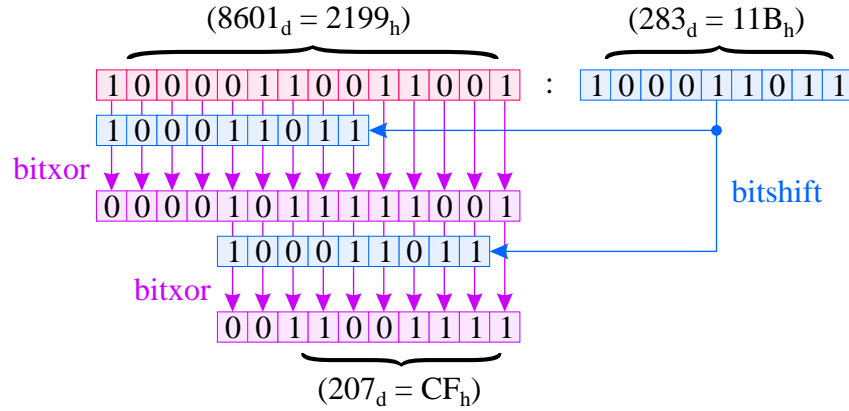 (8601d = 2199h) (283d = 11Bh)
1 0 0 0 0 1 1 0 0 1 1 0 0 1 : 1 0 0 0 1 1 0 1 1
1 0 0 0 1 1 0 1 1
bitxor
0 0 0 0 1 0 1 1 1 1 1 0 0 1 bitshift
1 0 0 0 1 1 0 1 1
bitxor
0 0 1 1 0 0 1 1 1 1
(207d = CFh)